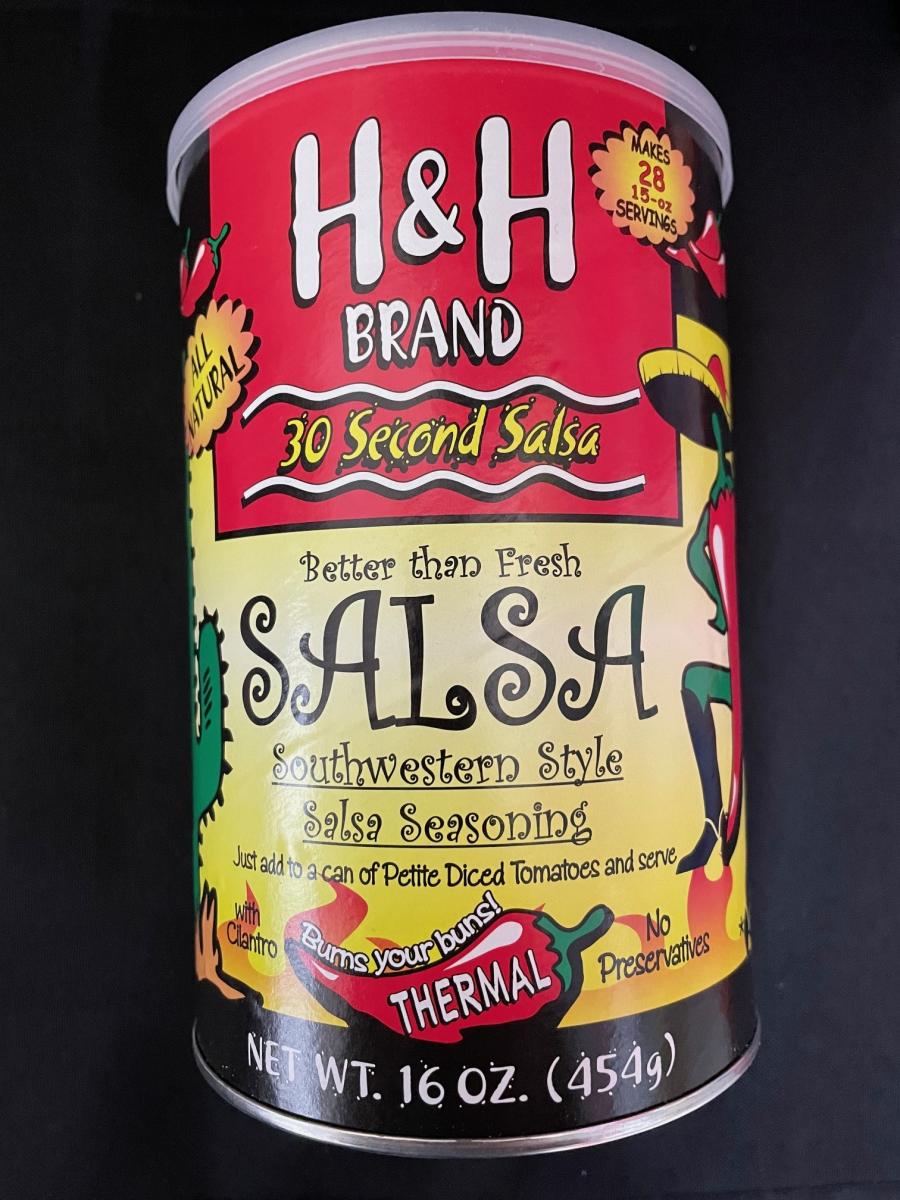 H&H
BRAND
MAKES
28
15-oz
SERVINGS
ALL
NATURAL
30 Second Salsa
Better than Fresh
SALSA
Southwestern Style
Salsa Seasoning
Just add to a can of Petite Diced Tomatoes and serve
with
Cilantro
Burns your buns!
THERMAL
No
Preservatives
NET WT. 16 OZ. (454g)